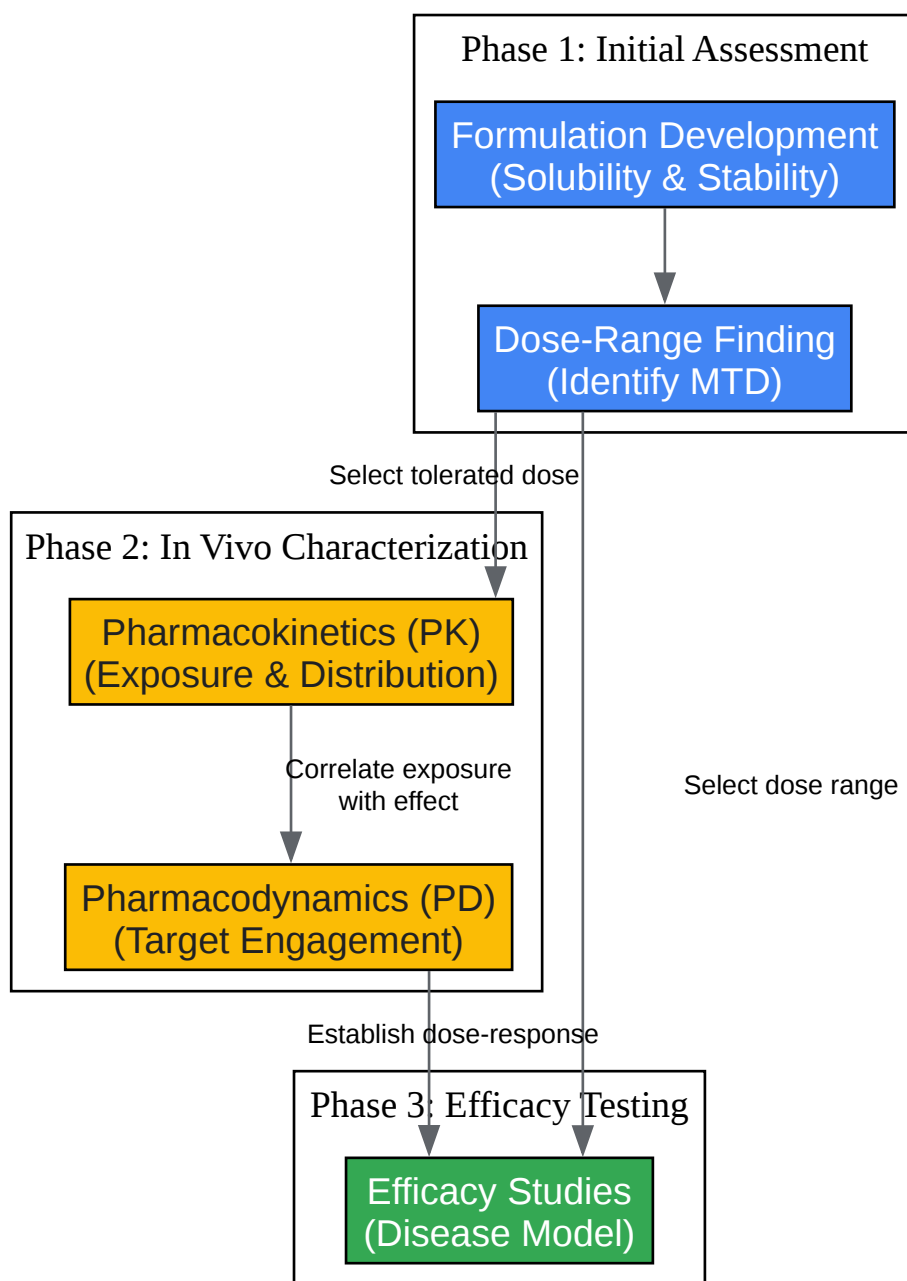 Phase 1: Initial Assessment
Formulation Development
(Solubility & Stability)
Dose-Range Finding
(Identify MTD)
Select tolerated dose
Phase 2: In Vivo Characterization
Pharmacokinetics (PK)
(Exposure & Distribution)
Correlate exposure
with effect
Select dose range
Pharmacodynamics (PD)
(Target Engagement)
Establish dose-response
Phase 3: Efficacy Testing
Efficacy Studies
(Disease Model)